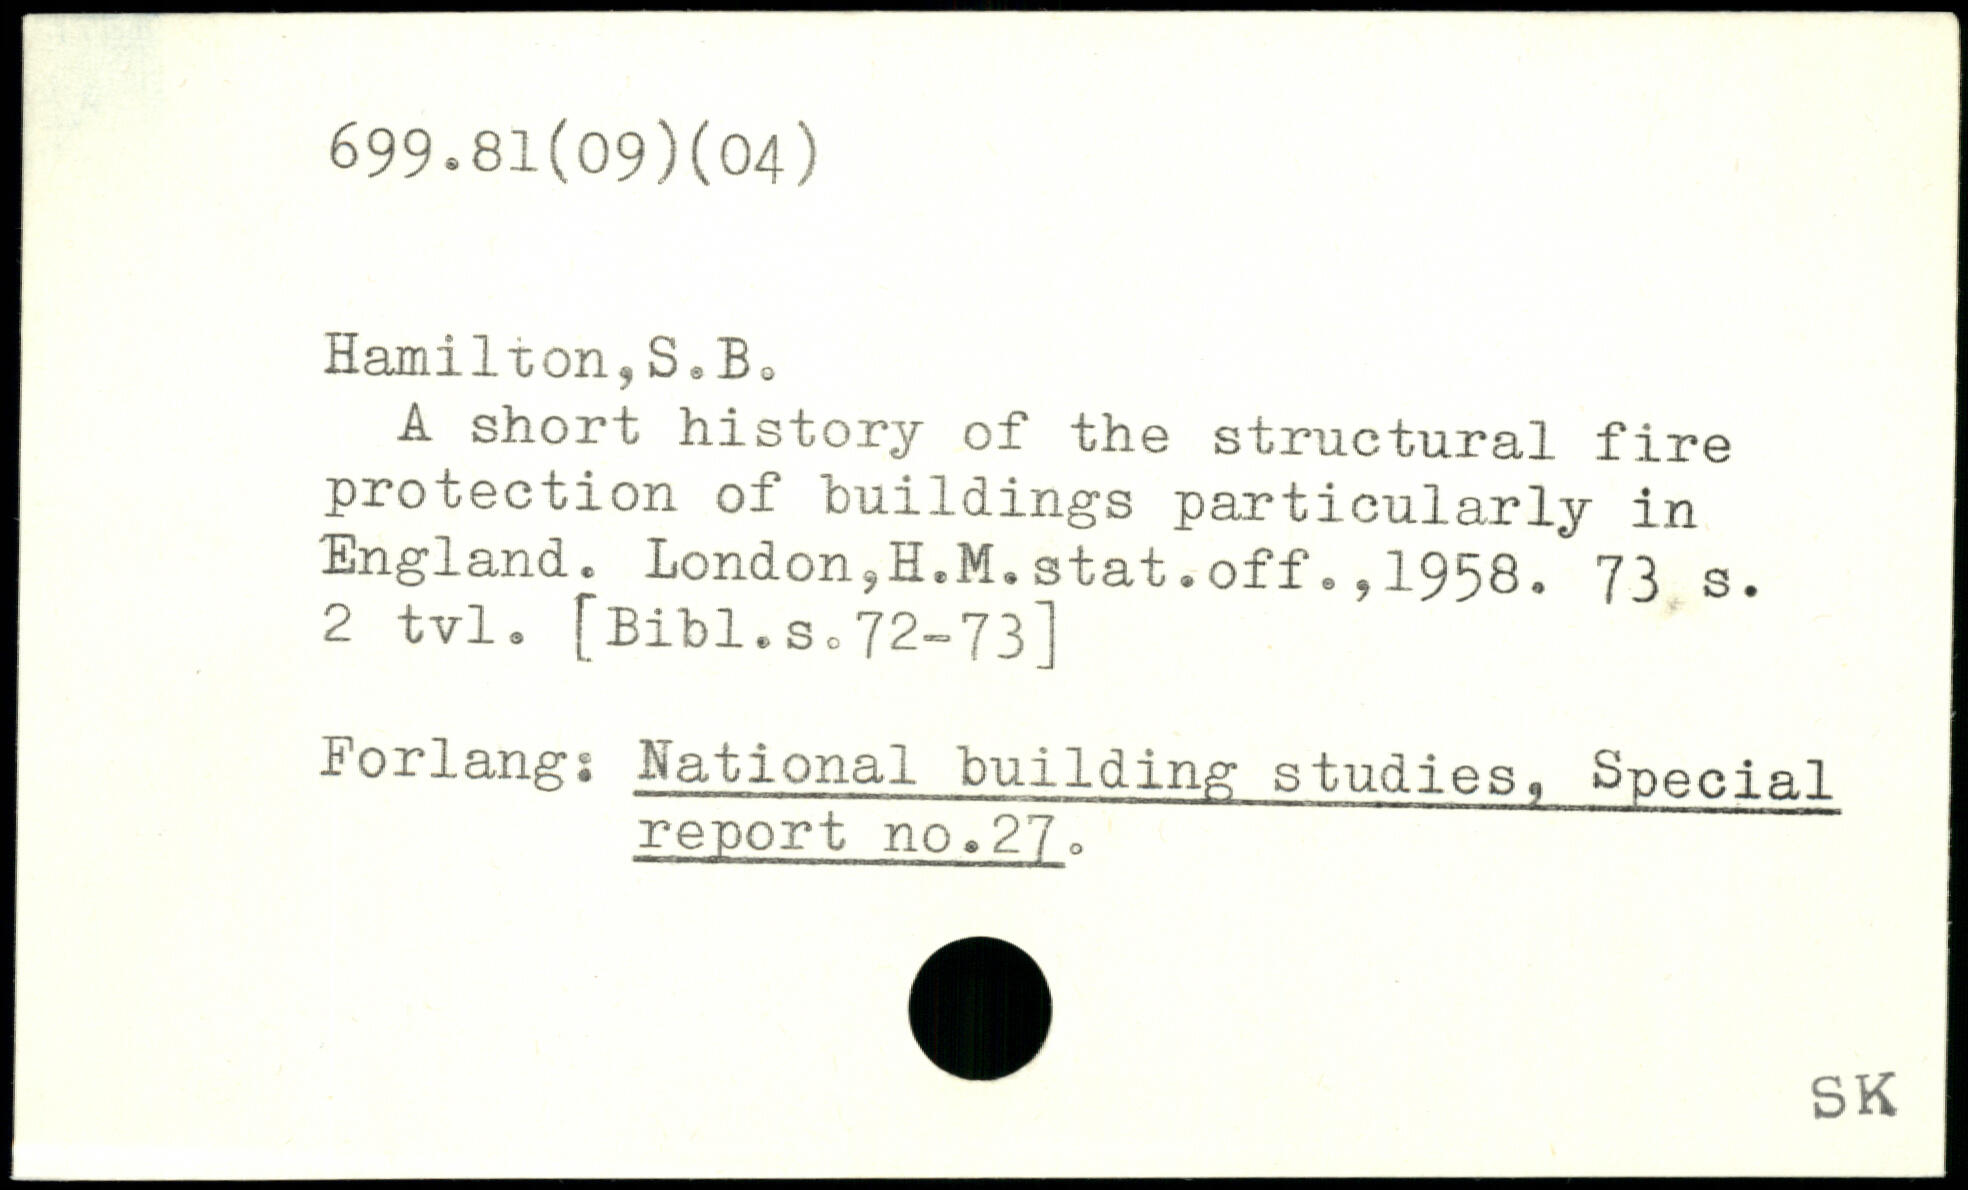 699.81(09)(04)
Hamilton,S.B.
A short history of the structural fire
protection of buildings particularly in
England. London,H.M.stat.off.,1958. 73 s.
2 tvl. [Bibl.s.72-73]
Forlang: National building studies, Special
report no.27.
SK